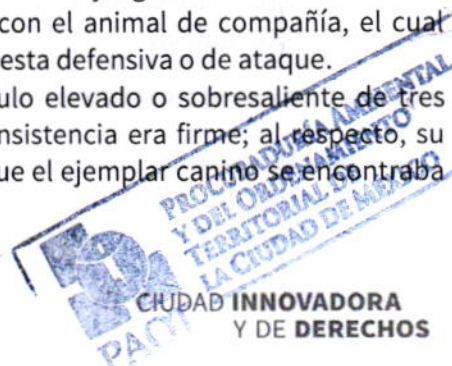 con el animal de compañía, el cual
esta defensiva o de ataque.
ulo elevado o sobresaliente de tres
nsistencia era firme; al respecto, su
ue el ejemplar canino se encontraba
PROCURADURÍA AMBIENTAL
Y DEL ORDENAMIENTO
TERRITORIAL DE
LA CIUDAD DE MÉXICO
PAOT
CIUDAD INNOVADORA
Y DE DERECHOS